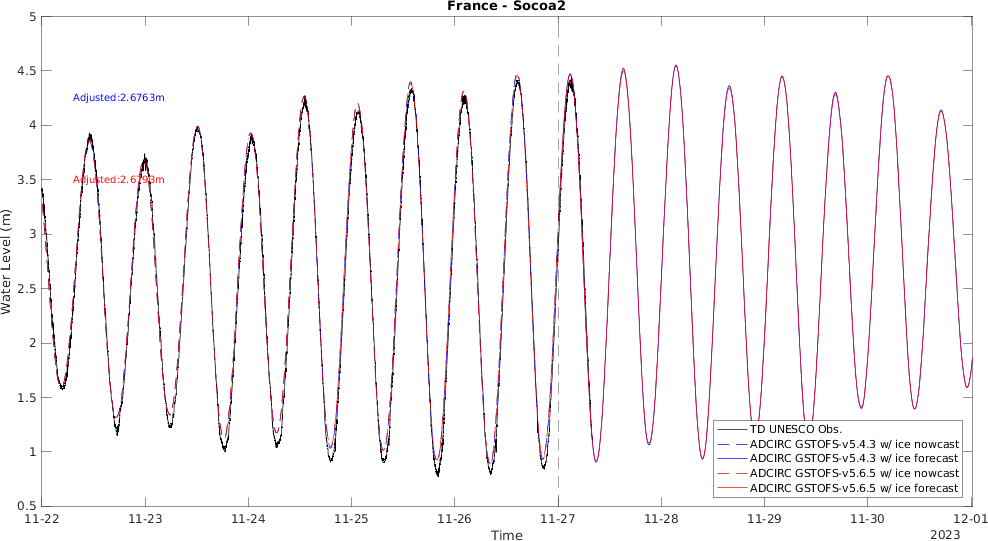 France - Socoa2
5
4.5
4
3.5
3
2.5
2
1.5
1
0.5
Water Level (m)
Adjusted:2.6763m
Adjusted:2.6793m
TD UNESCO Obs.
ADCIRC GSTOFS-v5.4.3 w/ ice nowcast
ADCIRC GSTOFS-v5.4.3 w/ ice forecast
ADCIRC GSTOFS-v5.6.5 w/ ice nowcast
ADCIRC GSTOFS-v5.6.5 w/ ice forecast
11-22 11-23 11-24 11-25 11-26 11-27 11-28 11-29 11-30 12-01
Time
2023